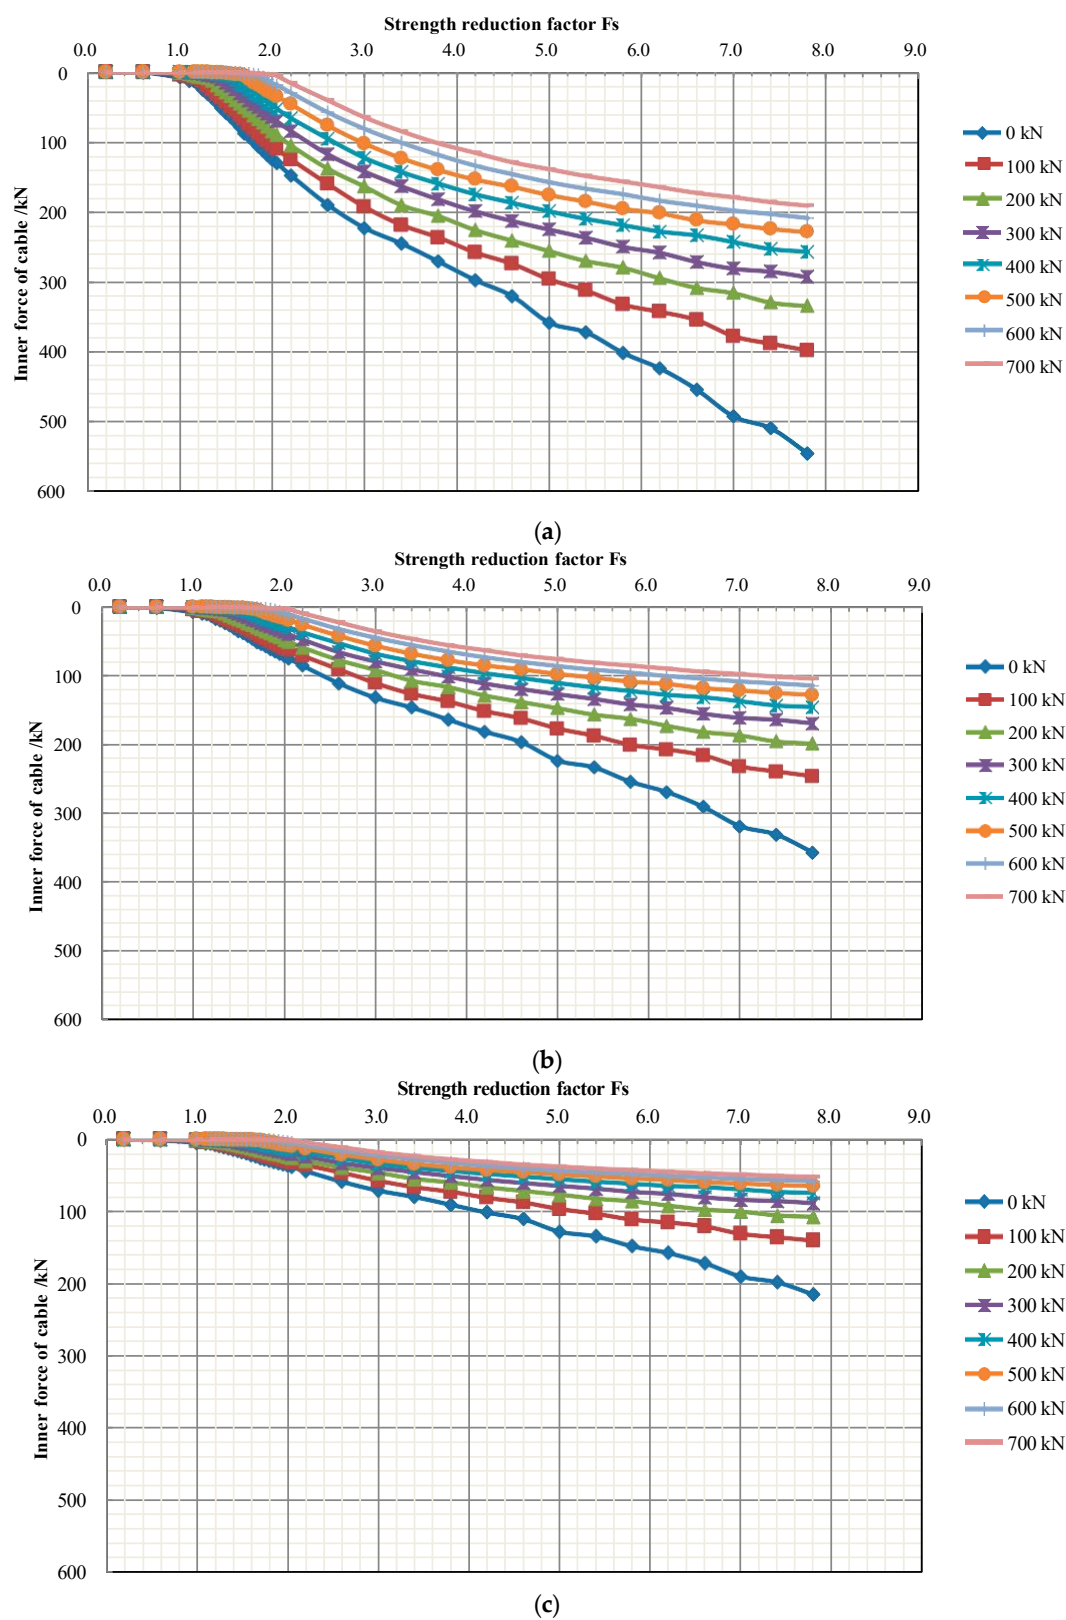 Strength reduction factor Fs
0.0 1.0 2.0 3.0 4.0 5.0 6.0 7.0 8.0 9.0
0
100
200
300
400
500
600
Inner force of cable /kN
0 kN
100 kN
200 kN
300 kN
400 kN
500 kN
600 kN
700 kN
(a)
Strength reduction factor Fs
0.0 1.0 2.0 3.0 4.0 5.0 6.0 7.0 8.0 9.0
0
100
200
300
400
500
600
Inner force of cable /kN
0 kN
100 kN
200 kN
300 kN
400 kN
500 kN
600 kN
700 kN
(b)
Strength reduction factor Fs
0.0 1.0 2.0 3.0 4.0 5.0 6.0 7.0 8.0 9.0
0
100
200
300
400
500
600
Inner force of cable /kN
0 kN
100 kN
200 kN
300 kN
400 kN
500 kN
600 kN
700 kN
(c)